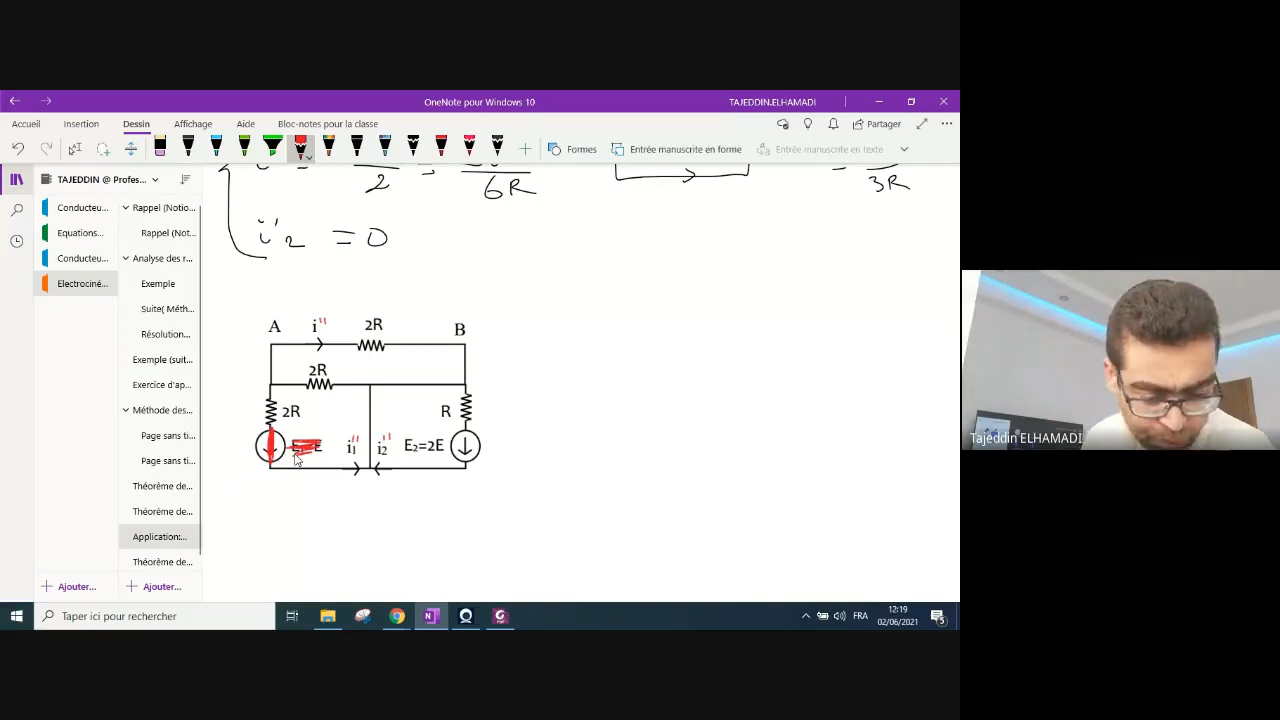 OneNote pour Windows 10
TAJEDDIN.ELHAMADI
Accueil
Insertion
Dessin
Affichage
Aide
Bloc-notes pour la classe
Partager
Formes
Entrée manuscrite en forme
Entrée manuscrite en texte
TAJEDDIN @ Profes...
Conducteu...
Equations...
Conducteu...
Electrociné...
Rappel (Notio...
Rappel (Not...
Analyse des r...
Exemple
Suite( Méth...
Résolution...
Exemple (suit...
Exercice d'ap...
Méthode des...
Page sans ti...
Page sans ti...
Théorème de...
Théorème de...
Application:...
Théorème de...
Ajouter...
Ajouter...
2 = 6R
= 3R
i'2 = 0
A i'' 2R B
2R
2R R
i1'' i2'' E2=2E
Tajeddin ELHAMADI
Taper ici pour rechercher
FRA
12:19
02/06/2021
5